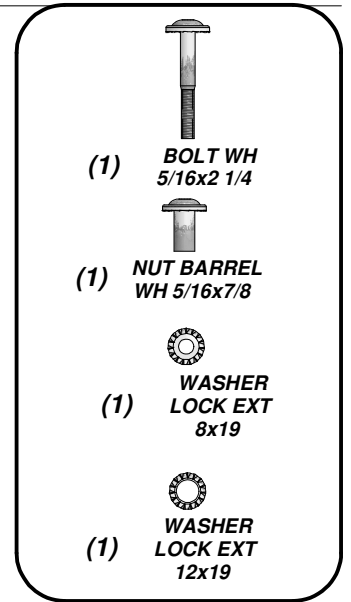 (1) BOLT WH
5/16x2 1/4
(1) NUT BARREL
WH 5/16x7/8
WASHER
(1) LOCK EXT
8x19
WASHER
(1) LOCK EXT
12x19